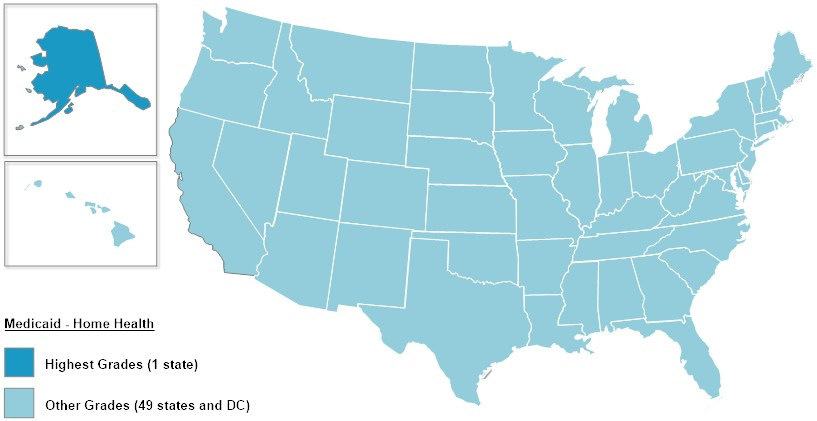 Medicaid - Home Health
Highest Grades (1 state)
Other Grades (49 states and DC)